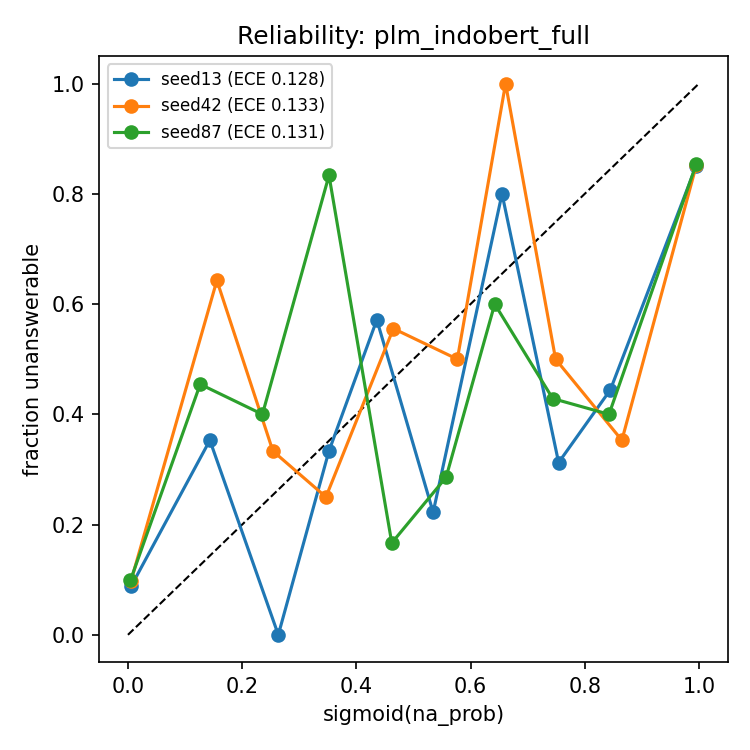 Reliability: plm_indobert_full
seed13 (ECE 0.128)
seed42 (ECE 0.133)
seed87 (ECE 0.131)
fraction unanswerable
1.0
0.8
0.6
0.4
0.2
0.0
0.0 0.2 0.4 0.6 0.8 1.0
sigmoid(na_prob)